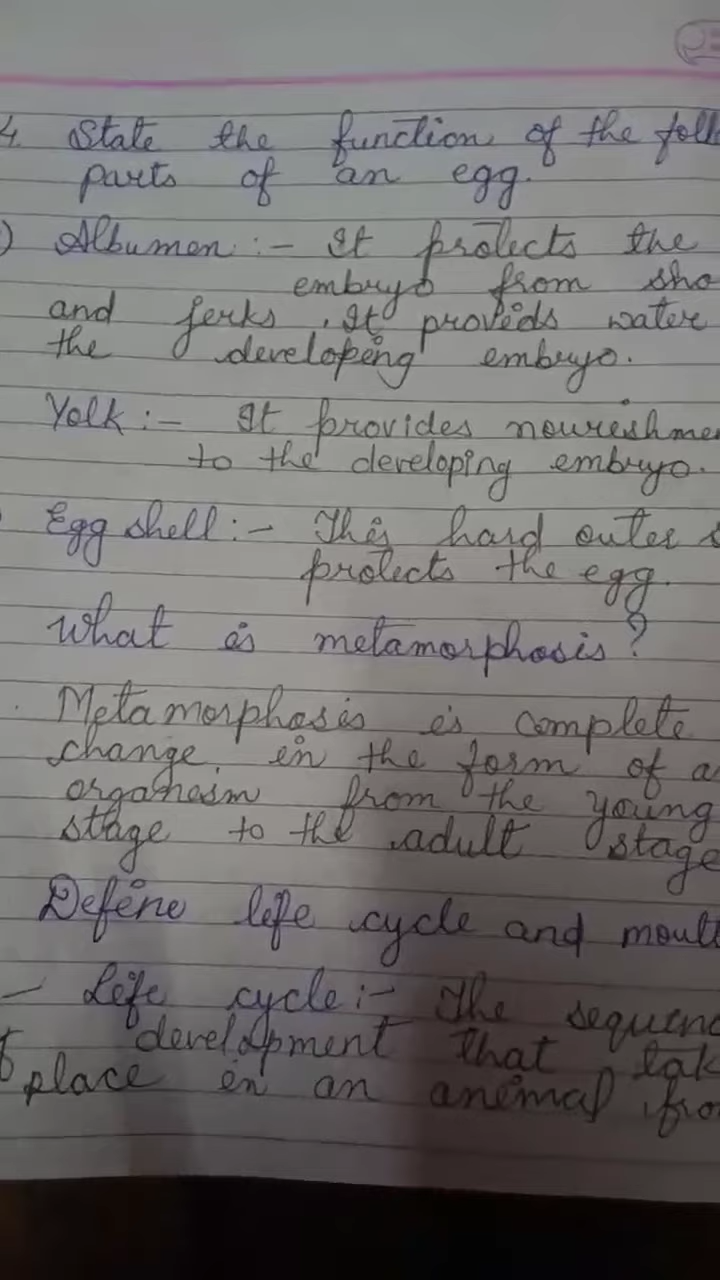 4. State the function of the foll
parts of an egg.
) Albumen :- It protects the
embryo from sho
and jerks. It provids water
the developing embryo.
Yolk :- It provides nourishme
to the developing embryo.
Egg shell :- This hard outer s
protects the egg.
What is metamorphosis?
Metamorphosis is complete
change in the form of a
organism from the young
stage to the adult stage
Define life cycle and moult
- Life cycle :- The sequenc
development that tak
place in an animal fro